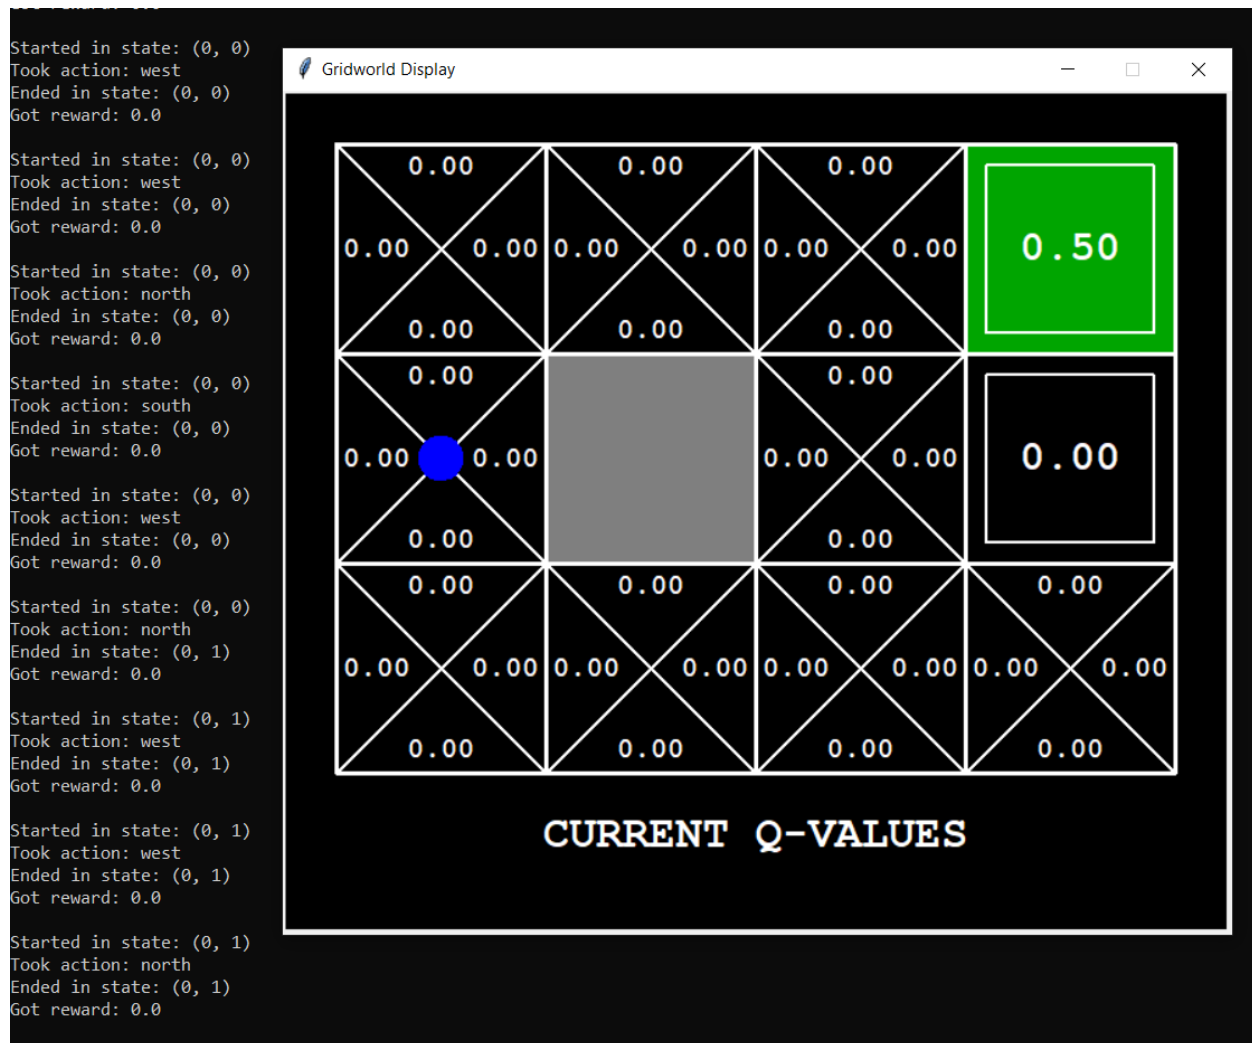 Got reward: 0.0
Started in state: (0, 0)
Took action: west
Ended in state: (0, 0)
Got reward: 0.0
Started in state: (0, 0)
Took action: west
Ended in state: (0, 0)
Got reward: 0.0
Started in state: (0, 0)
Took action: north
Ended in state: (0, 0)
Got reward: 0.0
Started in state: (0, 0)
Took action: south
Ended in state: (0, 0)
Got reward: 0.0
Started in state: (0, 0)
Took action: west
Ended in state: (0, 0)
Got reward: 0.0
Started in state: (0, 0)
Took action: north
Ended in state: (0, 1)
Got reward: 0.0
Started in state: (0, 1)
Took action: west
Ended in state: (0, 1)
Got reward: 0.0
Started in state: (0, 1)
Took action: west
Ended in state: (0, 1)
Got reward: 0.0
Started in state: (0, 1)
Took action: north
Ended in state: (0, 1)
Got reward: 0.0
Gridworld Display
0.00 0.00 0.00
0.00 0.00 0.00 0.00 0.00 0.00 0.50
0.00 0.00 0.00
0.00 0.00
0.00 0.00 0.00 0.00 0.00
0.00 0.00
0.00 0.00 0.00 0.00
0.00 0.00 0.00 0.00 0.00 0.00 0.00 0.00
0.00 0.00 0.00 0.00
CURRENT Q-VALUES